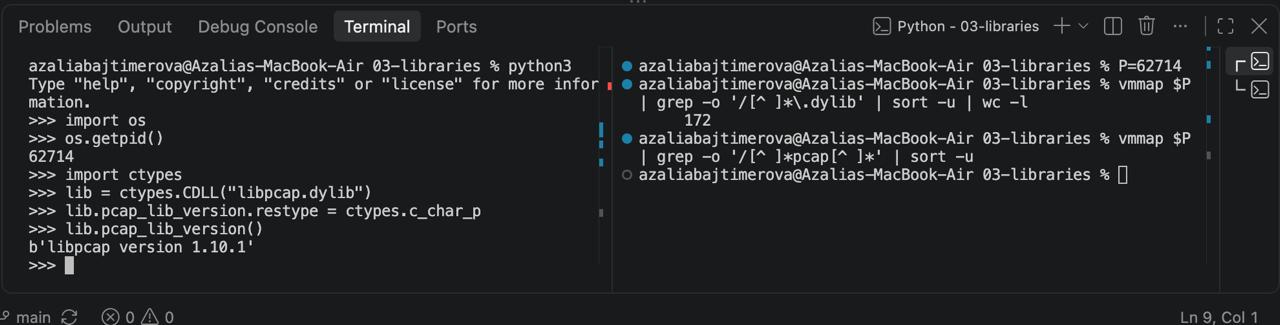 Problems Output Debug Console Terminal Ports
Python - 03-libraries
azaliabajtimerova@Azalias-MacBook-Air 03-libraries % python3
Type "help", "copyright", "credits" or "license" for more infor
mation.
>>> import os
>>> os.getpid()
62714
>>> import ctypes
>>> lib = ctypes.CDLL("libpcap.dylib")
>>> lib.pcap_lib_version.restype = ctypes.c_char_p
>>> lib.pcap_lib_version()
b'libpcap version 1.10.1'
>>>
azaliabajtimerova@Azalias-MacBook-Air 03-libraries % P=62714
azaliabajtimerova@Azalias-MacBook-Air 03-libraries % vmmap $P
| grep -o '/[^ ]*\.dylib' | sort -u | wc -l
172
azaliabajtimerova@Azalias-MacBook-Air 03-libraries % vmmap $P
| grep -o '/[^ ]*pcap[^ ]*' | sort -u
azaliabajtimerova@Azalias-MacBook-Air 03-libraries %
main 0 0
Ln 9, Col 1